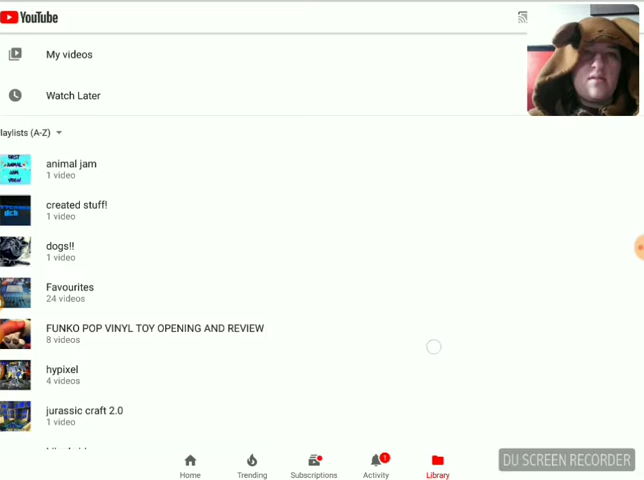 YouTube
My videos
Watch Later
laylists (A-Z)
animal jam
1 video
created stuff!
1 video
dogs!!
1 video
Favourites
24 videos
FUNKO POP VINYL TOY OPENING AND REVIEW
8 videos
hypixel
4 videos
jurassic craft 2.0
1 video
Home
Trending
Subscriptions
1
Activity
Library
DU SCREEN RECORDER